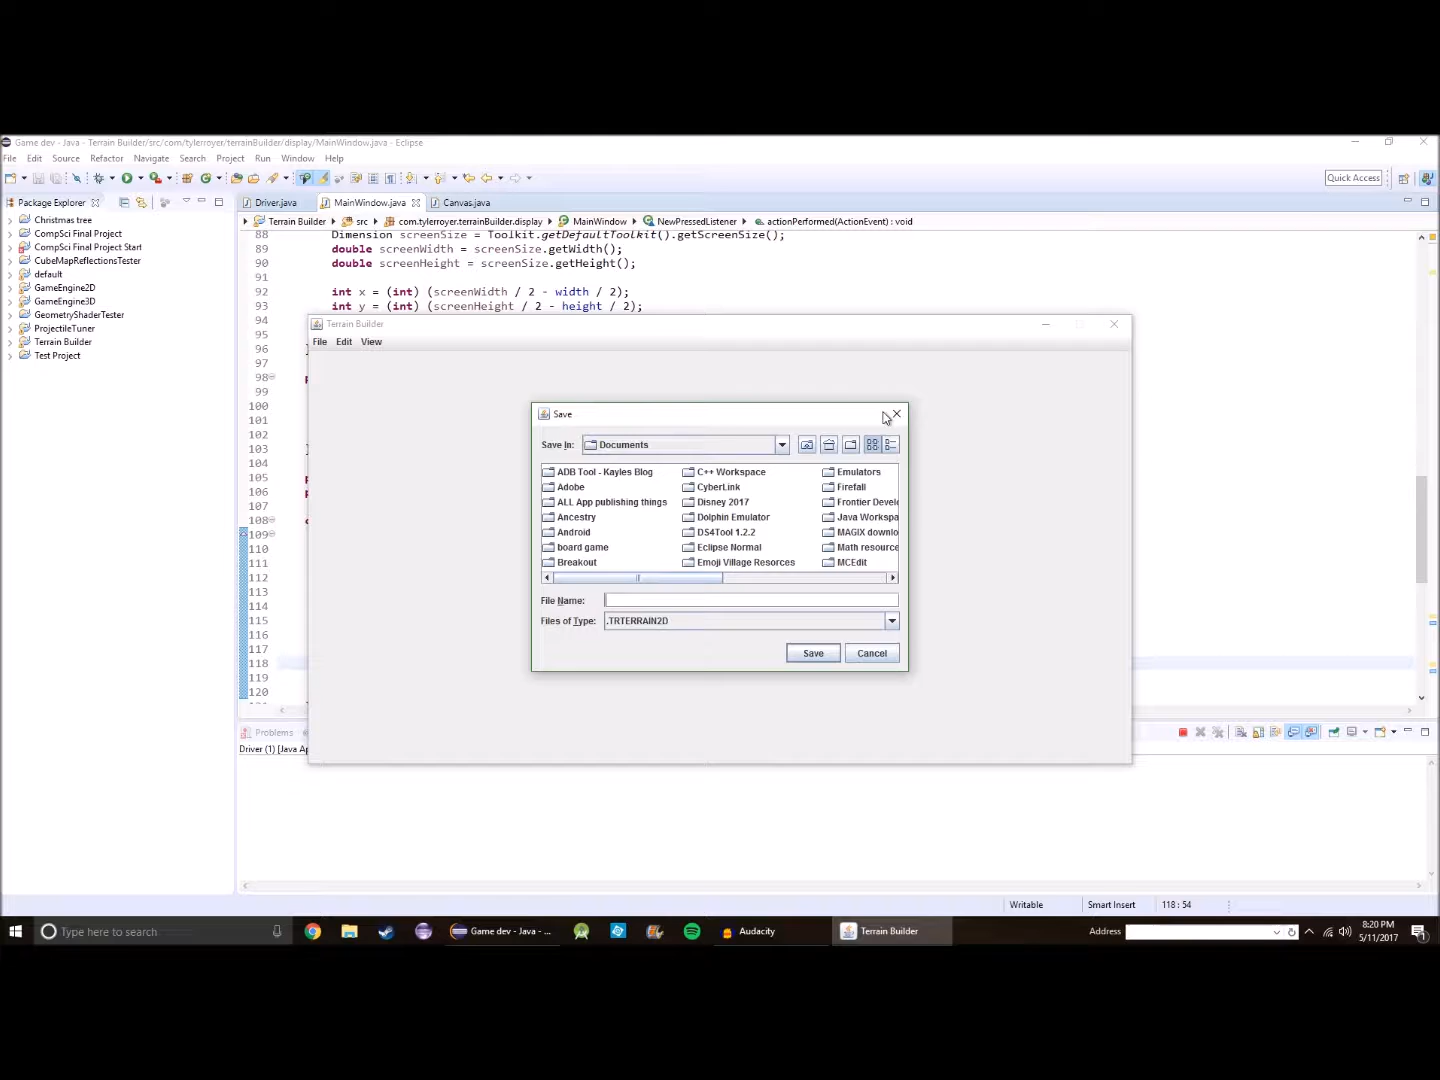 Game dev - Java - Terrain Builder/src/com/tylerroyer/terrainBuilder/display/MainWindow.java - Eclipse
File Edit Source Refactor Navigate Search Project Run Window Help
Quick Access
Package Explorer
Christmas tree
CompSci Final Project
CompSci Final Project Start
CubeMapReflectionsTester
default
GameEngine2D
GameEngine3D
GeometryShaderTester
ProjectileTuner
Terrain Builder
Test Project
Driver.java MainWindow.java Canvas.java
Terrain Builder src com.tylerroyer.terrainBuilder.display MainWindow NewPressedListener actionPerformed(ActionEvent) : void
88 Dimension screenSize = Toolkit.getDefaultToolkit().getScreenSize();
89 double screenWidth = screenSize.getWidth();
90 double screenHeight = screenSize.getHeight();
91
92 int x = (int) (screenWidth / 2 - width / 2);
93 int y = (int) (screenHeight / 2 - height / 2);
94
95
96
97
98
99
100
101
102
103
104
105
106
107
108
109
110
111
112
113
114
115
116
117
118
119
120
Terrain Builder
File Edit View
Save
Save In: Documents
ADB Tool - Kayles Blog
Adobe
ALL App publishing things
Ancestry
Android
board game
Breakout
C++ Workspace
CyberLink
Disney 2017
Dolphin Emulator
DS4Tool 1.2.2
Eclipse Normal
Emoji Village Resorces
Emulators
Firefall
Frontier Devel
Java Workspa
MAGIX downlo
Math resource
MCEdit
File Name:
Files of Type: .TRTERRAIN2D
Save Cancel
Problems
Driver (1) [Java Ap
Writable Smart Insert 118 : 54
Type here to search
Game dev - Java - ...
Audacity
Terrain Builder
Address
8:20 PM
5/11/2017